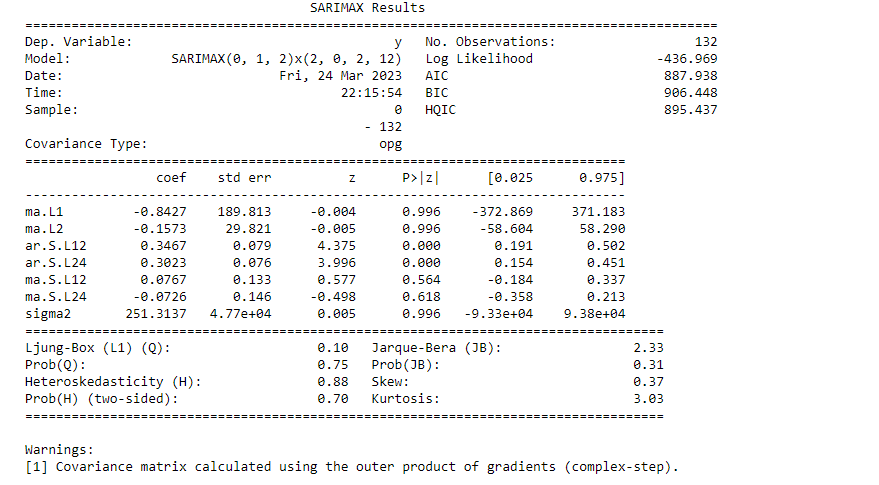 SARIMAX Results
==========================================================================================
Dep. Variable: y No. Observations: 132
Model: SARIMAX(0, 1, 2)x(2, 0, 2, 12) Log Likelihood -436.969
Date: Fri, 24 Mar 2023 AIC 887.938
Time: 22:15:54 BIC 906.448
Sample: 0 HQIC 895.437
- 132
Covariance Type: opg
==============================================================================
coef std err z P>|z| [0.025 0.975]
------------------------------------------------------------------------------
ma.L1 -0.8427 189.813 -0.004 0.996 -372.869 371.183
ma.L2 -0.1573 29.821 -0.005 0.996 -58.604 58.290
ar.S.L12 0.3467 0.079 4.375 0.000 0.191 0.502
ar.S.L24 0.3023 0.076 3.996 0.000 0.154 0.451
ma.S.L12 0.0767 0.133 0.577 0.564 -0.184 0.337
ma.S.L24 -0.0726 0.146 -0.498 0.618 -0.358 0.213
sigma2 251.3137 4.77e+04 0.005 0.996 -9.33e+04 9.38e+04
===================================================================================
Ljung-Box (L1) (Q): 0.10 Jarque-Bera (JB): 2.33
Prob(Q): 0.75 Prob(JB): 0.31
Heteroskedasticity (H): 0.88 Skew: 0.37
Prob(H) (two-sided): 0.70 Kurtosis: 3.03
===================================================================================
Warnings:
[1] Covariance matrix calculated using the outer product of gradients (complex-step).